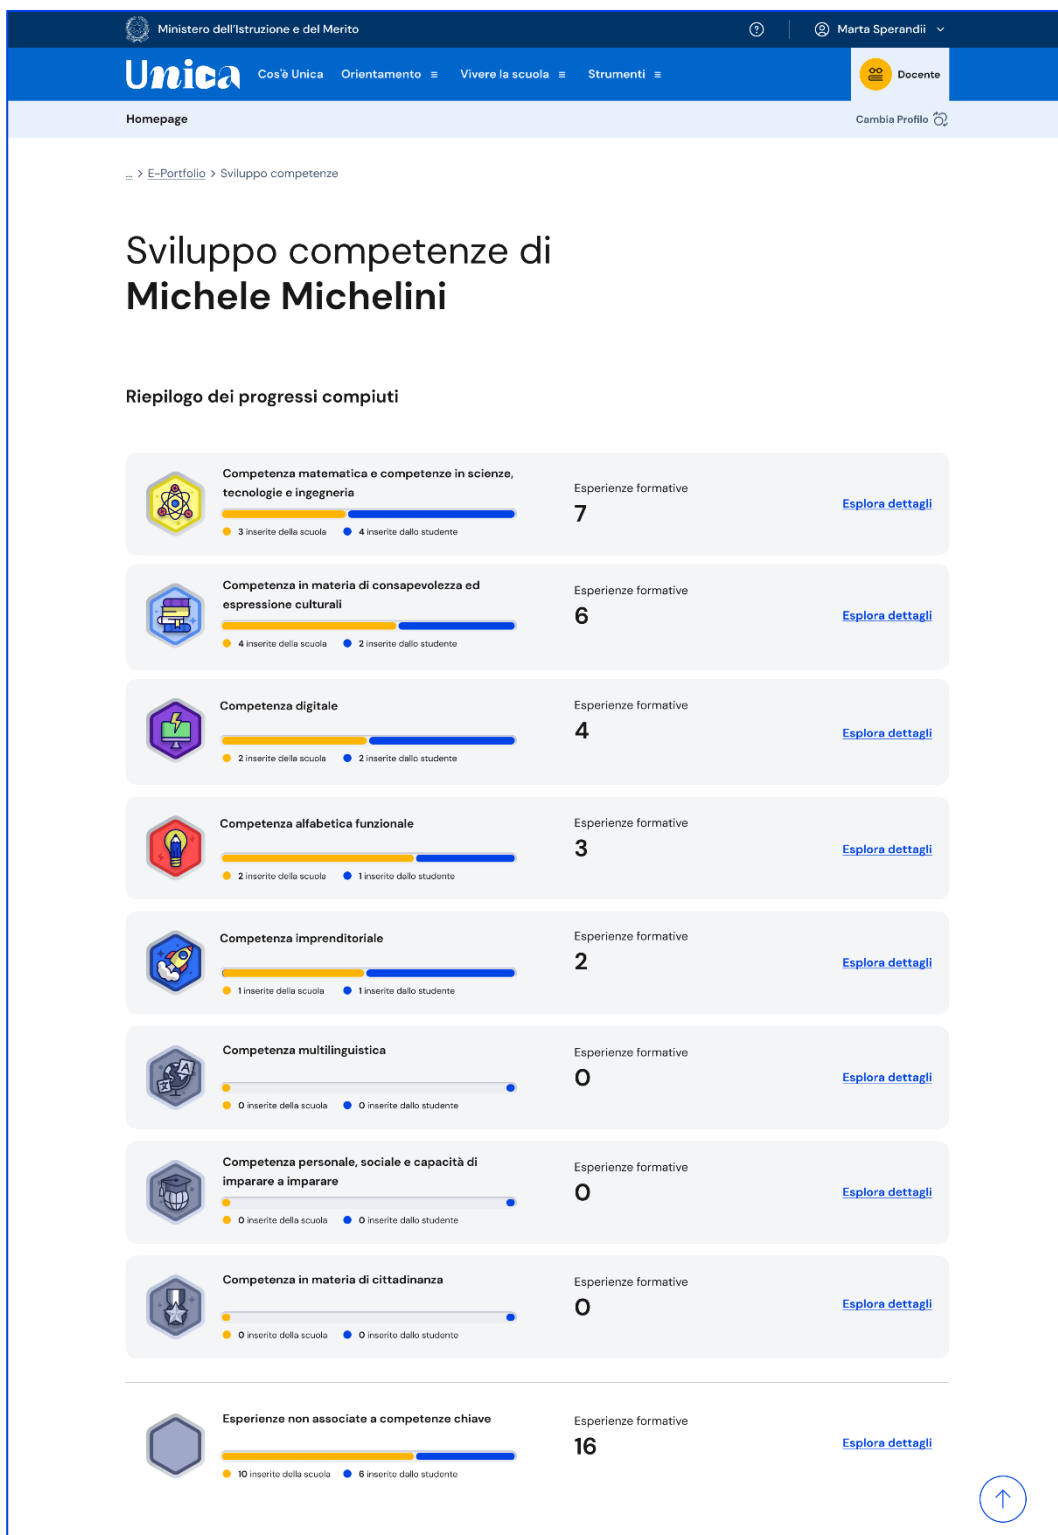 Ministero dell'Istruzione e del Merito
Marta Sperandii
Unica
Cos'è Unica Orientamento Vivere la scuola Strumenti
Docente
Homepage
Cambia Profilo
... > E-Portfolio > Sviluppo competenze
Sviluppo competenze di
Michele Michelini
Riepilogo dei progressi compiuti
Competenza matematica e competenze in scienze,
tecnologie e ingegneria
3 inserite della scuola 4 inserite dallo studente
Esperienze formative
7
Esplora dettagli
Competenza in materia di consapevolezza ed
espressione culturali
4 inserite della scuola 2 inserite dallo studente
Esperienze formative
6
Esplora dettagli
Competenza digitale
2 inserite della scuola 2 inserite dallo studente
Esperienze formative
4
Esplora dettagli
Competenza alfabetica funzionale
2 inserite della scuola 1 inserite dallo studente
Esperienze formative
3
Esplora dettagli
Competenza imprenditoriale
1 inserite della scuola 1 inserite dallo studente
Esperienze formative
2
Esplora dettagli
Competenza multilinguistica
0 inserite della scuola 0 inserite dallo studente
Esperienze formative
0
Esplora dettagli
Competenza personale, sociale e capacità di
imparare a imparare
0 inserite della scuola 0 inserite dallo studente
Esperienze formative
0
Esplora dettagli
Competenza in materia di cittadinanza
0 inserite della scuola 0 inserite dallo studente
Esperienze formative
0
Esplora dettagli
Esperienze non associate a competenze chiave
10 inserite della scuola 6 inserite dallo studente
Esperienze formative
16
Esplora dettagli